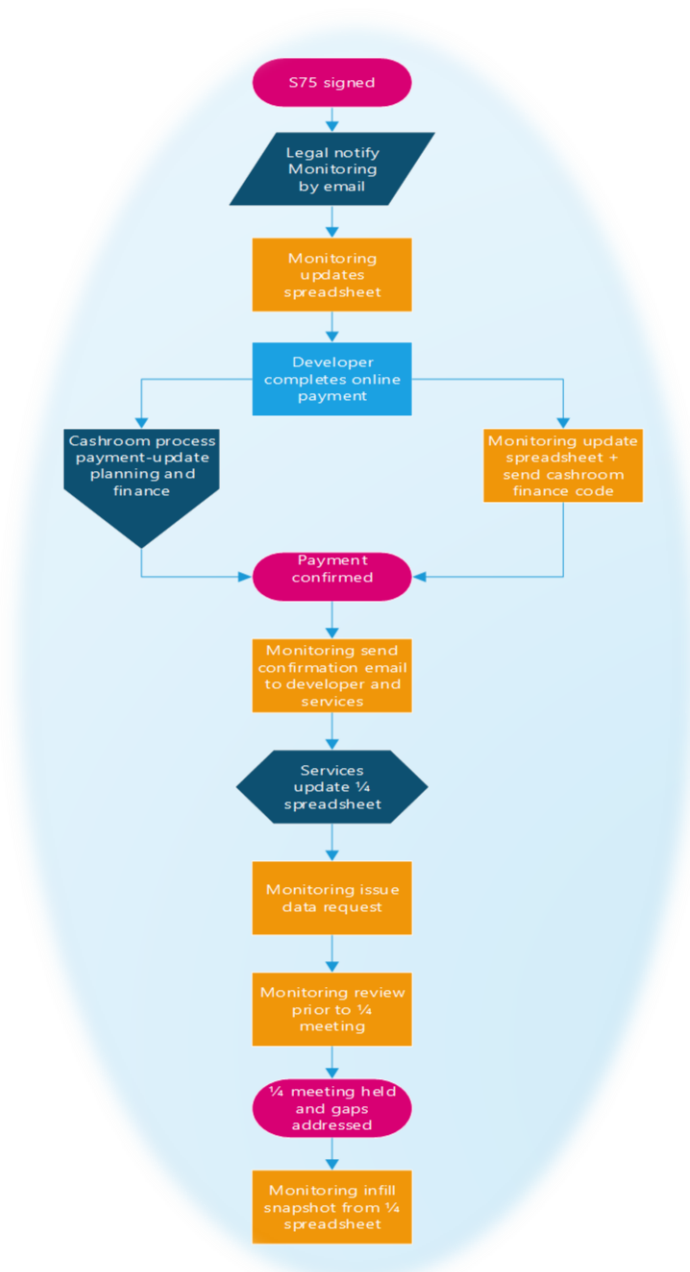 S75 signed
Legal notify
Monitoring
by email
Monitoring
updates
spreadsheet
Developer
completes online
payment
Cashroom process
payment-update
planning and
finance
Monitoring update
spreadsheet +
send cashroom
finance code
Payment
confirmed
Monitoring send
confirmation email
to developer and
services
Services
update ¼
spreadsheet
Monitoring issue
data request
Monitoring review
prior to ¼
meeting
¼ meeting held
and gaps
addressed
Monitoring infill
snapshot from ¼
spreadsheet